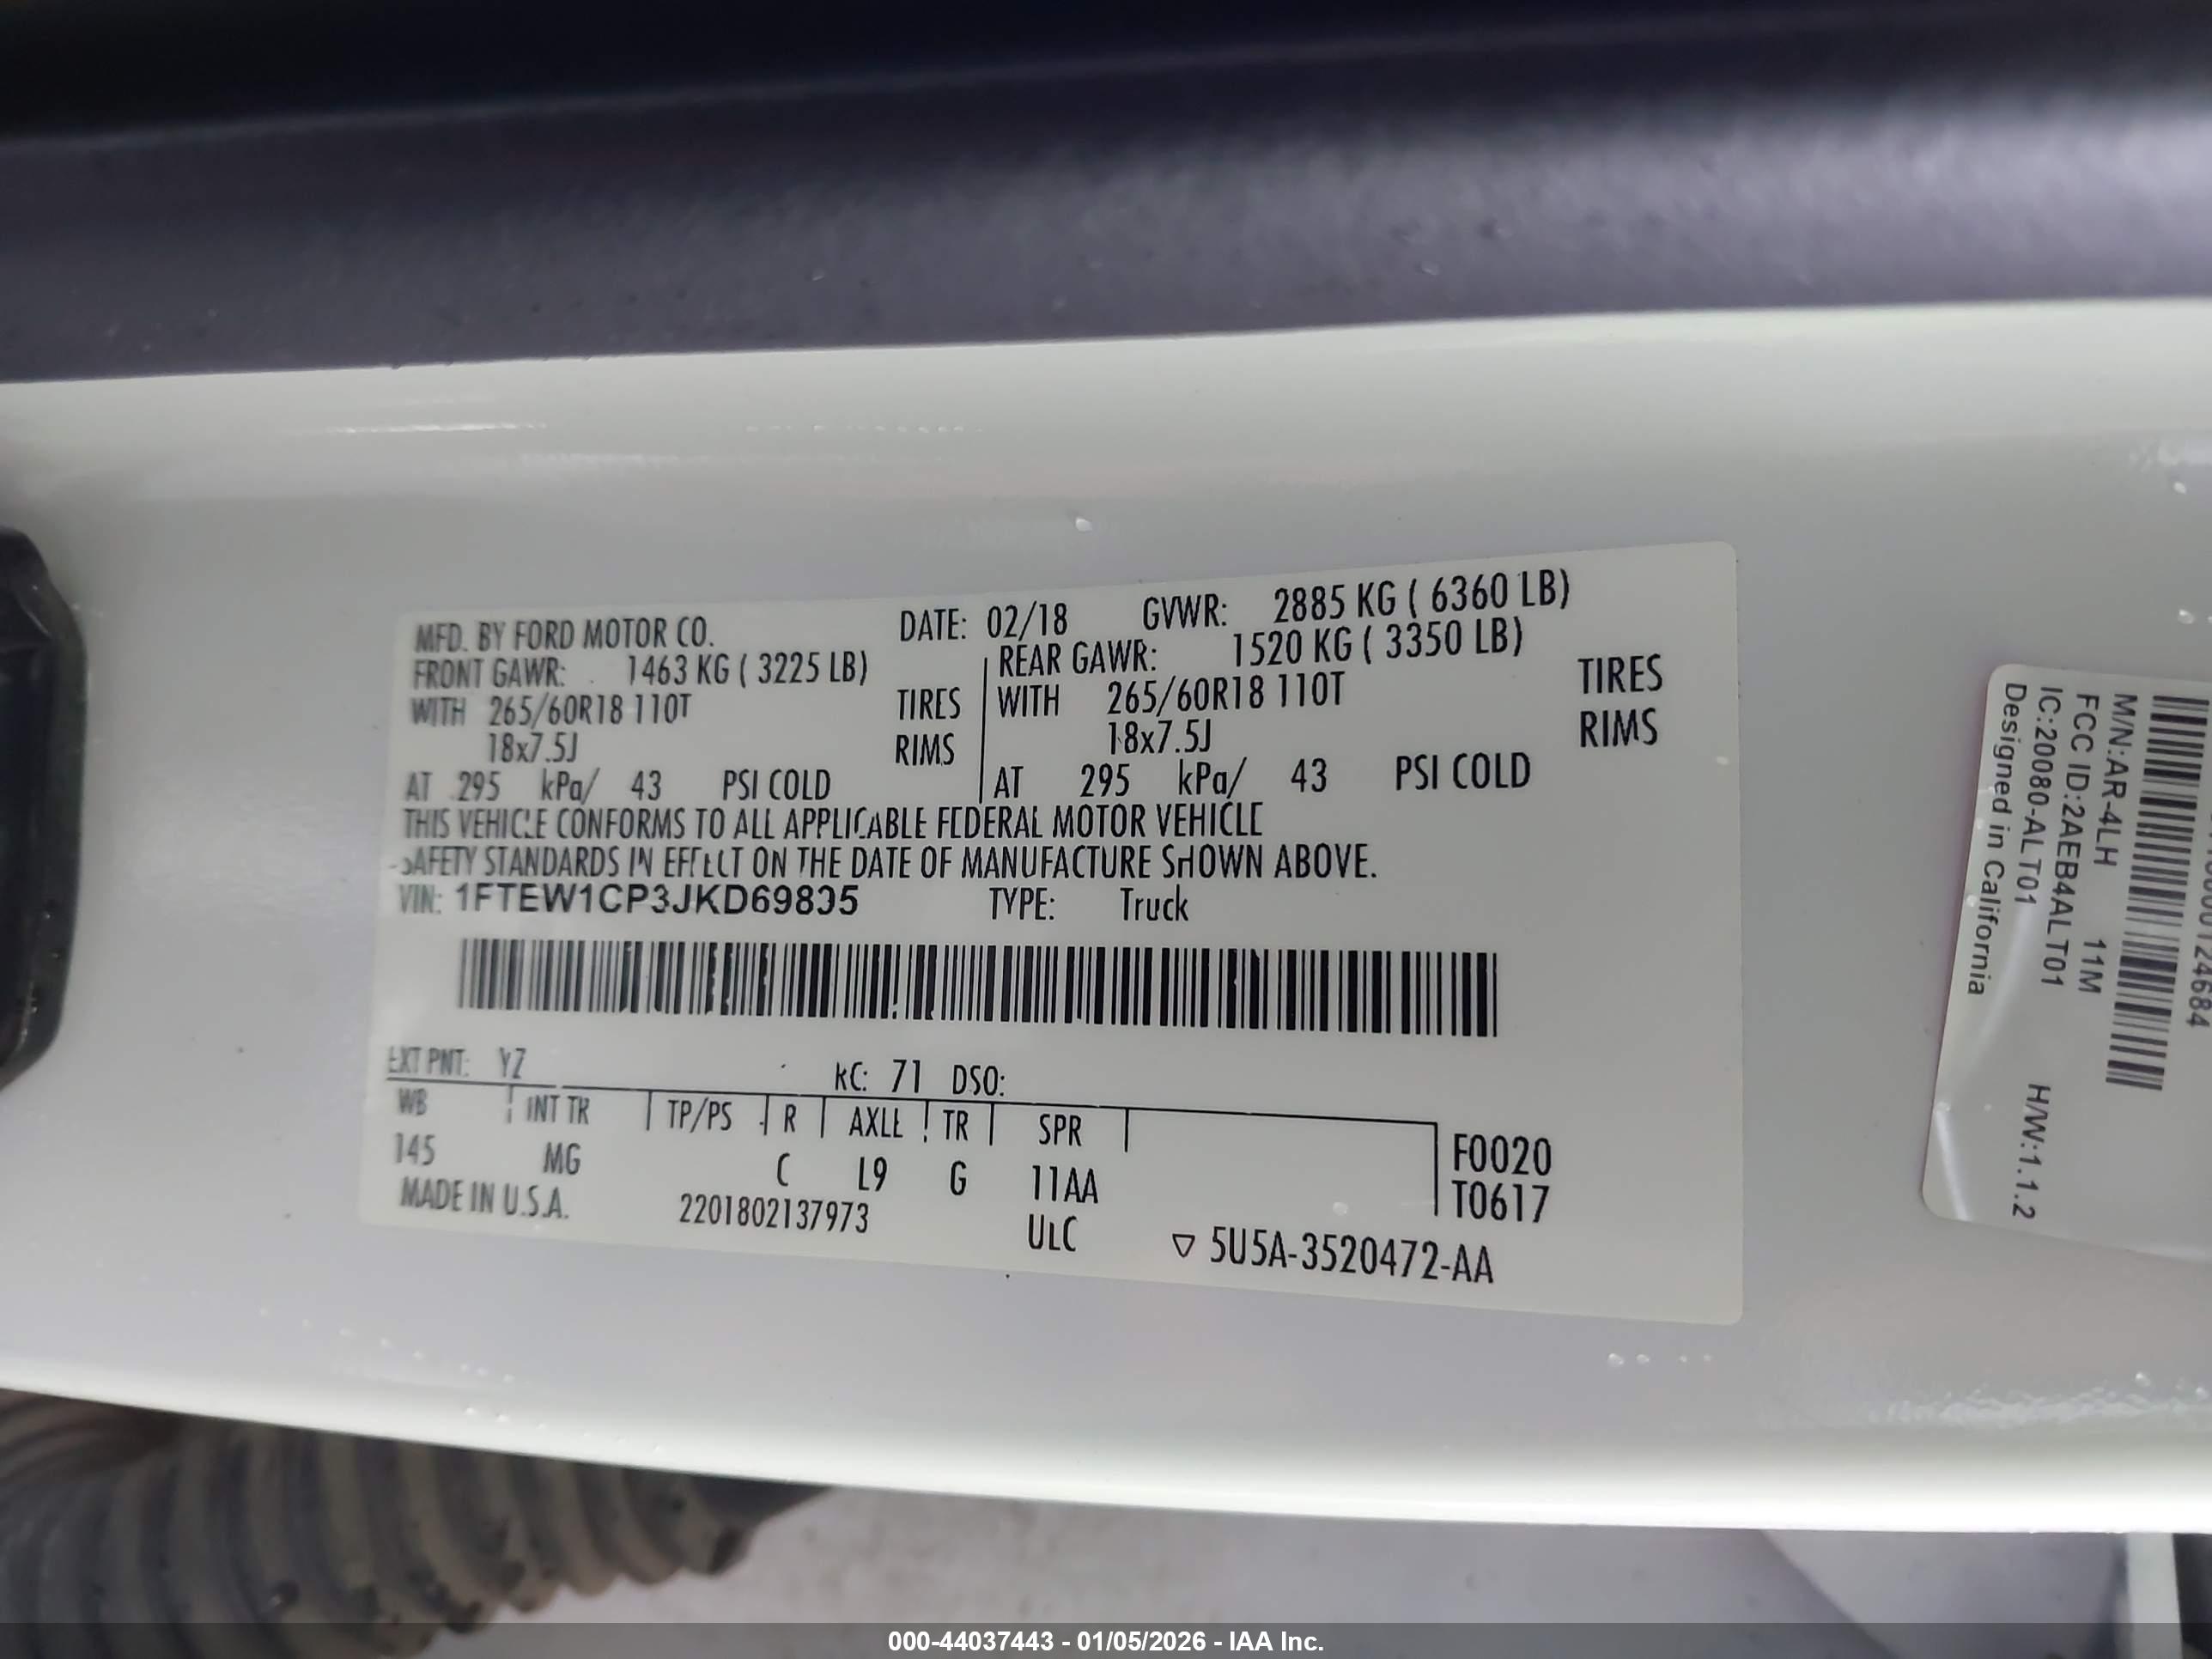 MFD. BY FORD MOTOR CO. DATE: 02/18 GVWR: 2885 KG ( 6360 LB)
FRONT GAWR: 1463 KG ( 3225 LB) REAR GAWR: 1520 KG ( 3350 LB)
WITH 265/60R18 110T TIRES WITH 265/60R18 110T TIRES
18x7.5J RIMS 18x7.5J RIMS
AT 295 kPa/ 43 PSI COLD AT 295 kPa/ 43 PSI COLD
THIS VEHICLE CONFORMS TO ALL APPLICABLE FEDERAL MOTOR VEHICLE
SAFETY STANDARDS IN EFFECT ON THE DATE OF MANUFACTURE SHOWN ABOVE.
VIN: 1FTEW1CP3JKD69835 TYPE: Truck
EXT PNT: YZ RC: 71 DSO:
WB INT TR TP/PS R AXLE TR SPR
145 MG C L9 G 11AA
F0020
T0617
MADE IN U.S.A. 2201802137973 ULC ▽ 5U5A-3520472-AA
M/N:AR-4LH 11M
FCC ID:2AEB4ALT01
IC:20080-ALT01 H/W:1.1.2
Designed in California
000-44037443 - 01/05/2026 - IAA Inc.